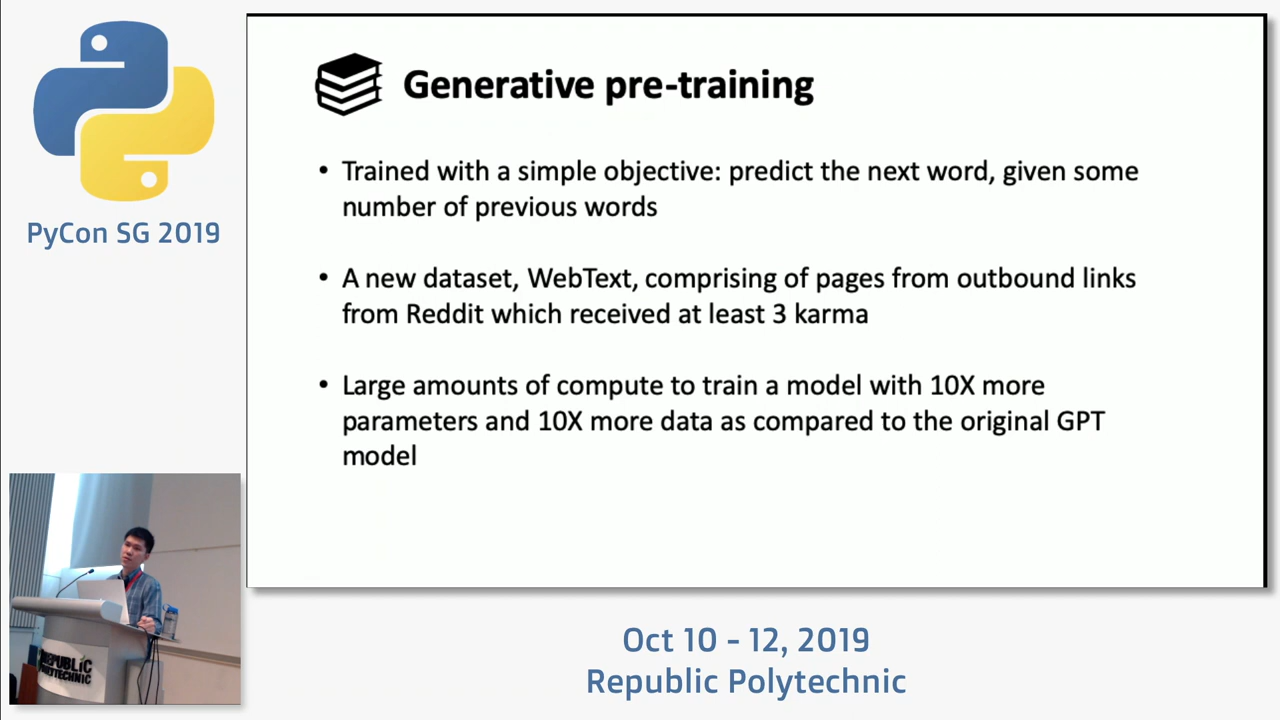 PyCon SG 2019
Generative pre-training
• Trained with a simple objective: predict the next word, given some
number of previous words
• A new dataset, WebText, comprising of pages from outbound links
from Reddit which received at least 3 karma
• Large amounts of compute to train a model with 10X more
parameters and 10X more data as compared to the original GPT
model
REPUBLIC
POLYTECHNIC
Oct 10 - 12, 2019
Republic Polytechnic